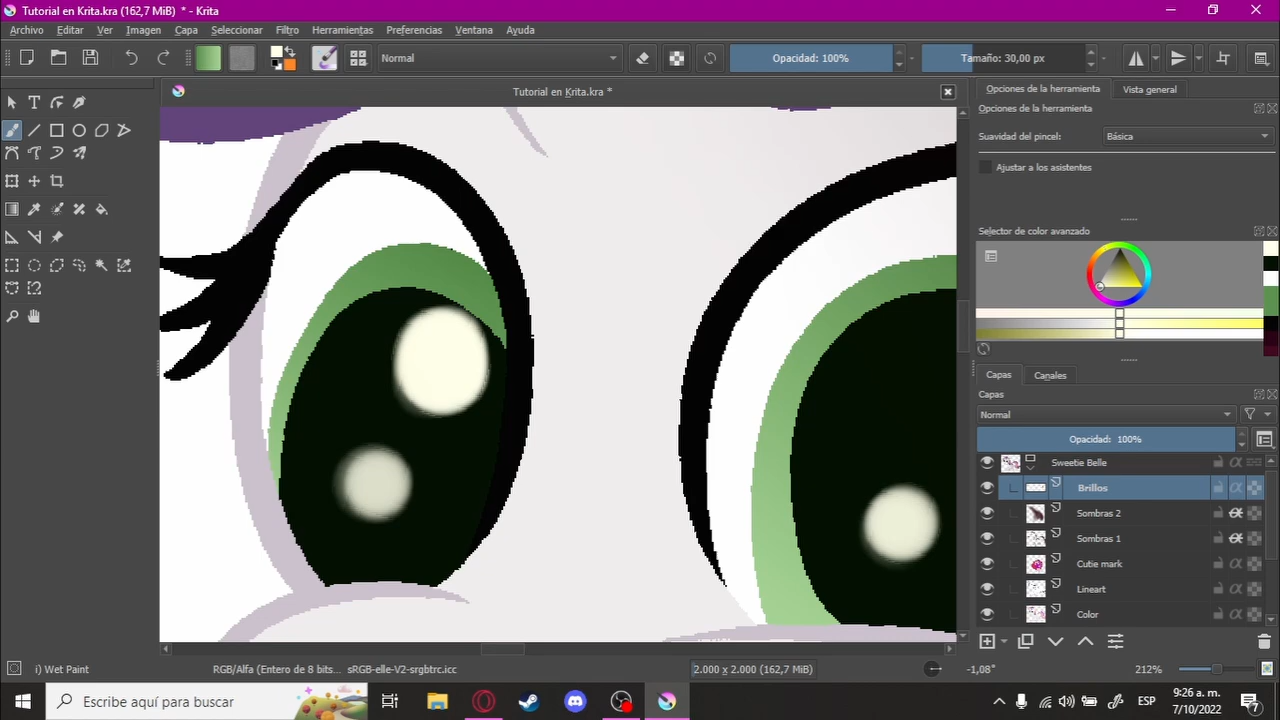 Tutorial en Krita.kra (162,7 MiB) * - Krita
Archivo Editar Ver Imagen Capa Seleccionar Filtro Herramientas Preferencias Ventana Ayuda
Normal Opacidad: 100% Tamaño: 30,00 px
Tutorial en Krita.kra *
Opciones de la herramienta Vista general
Opciones de la herramienta
Suavidad del pincel: Básica
Ajustar a los asistentes
Selector de color avanzado
Capas Canales
Capas
Normal
Opacidad: 100%
Sweetie Belle
Brillos
Sombras 2
Sombras 1
Cutie mark
Lineart
Color
i) Wet Paint RGB/Alfa (Entero de 8 bits... sRGB-elle-V2-srgbtrc.icc 2.000 x 2.000 (162,7 MiB) -1,08° 212%
Escribe aquí para buscar ESP 9:26 a. m.
7/10/2022 7